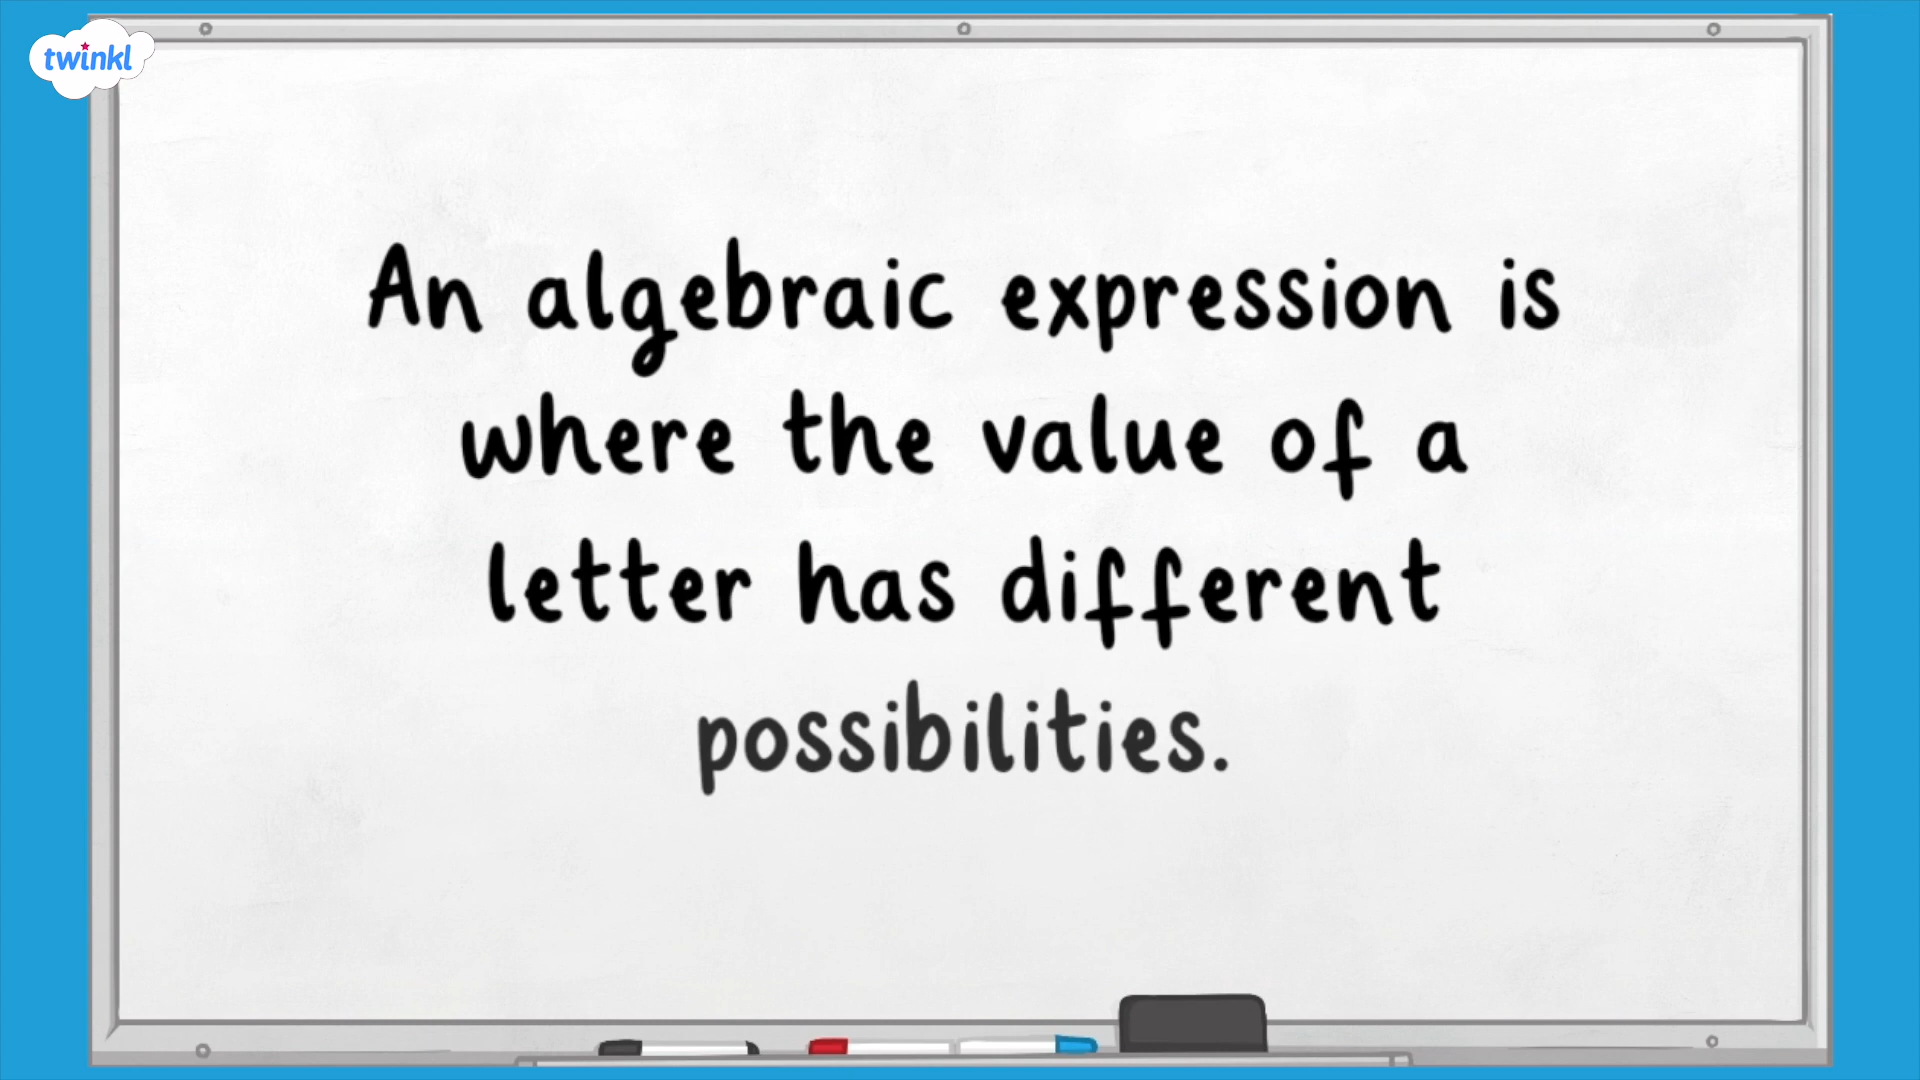 twinkl
An algebraic expression is
where the value of a
letter has different
possibilities.